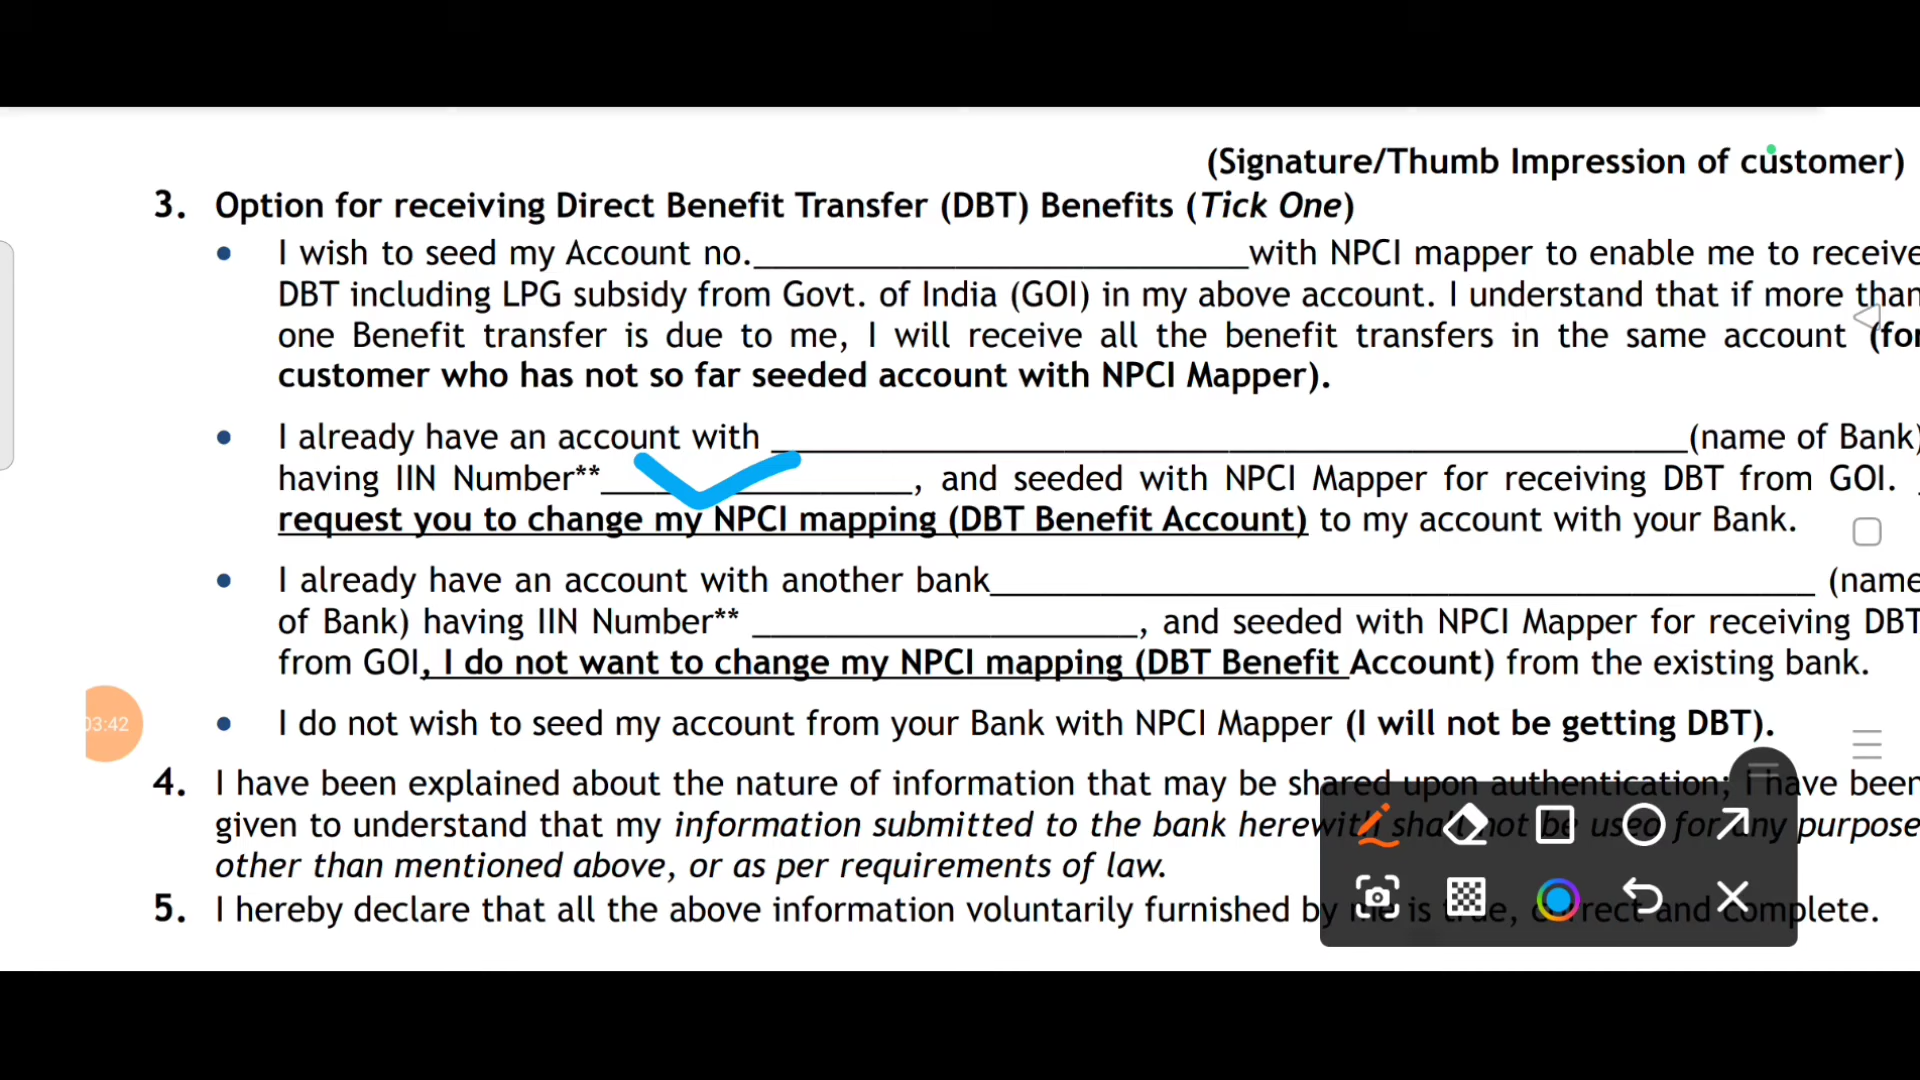 (Signature/Thumb Impression of customer)
3. Option for receiving Direct Benefit Transfer (DBT) Benefits (Tick One)
• I wish to seed my Account no.___________________________with NPCI mapper to enable me to receive
DBT including LPG subsidy from Govt. of India (GOI) in my above account. I understand that if more than
one Benefit transfer is due to me, I will receive all the benefit transfers in the same account (for
customer who has not so far seeded account with NPCI Mapper).
• I already have an account with __________________________________________________(name of Bank)
having IIN Number**_________________, and seeded with NPCI Mapper for receiving DBT from GOI.
request you to change my NPCI mapping (DBT Benefit Account) to my account with your Bank.
• I already have an account with another bank_____________________________________________ (name
of Bank) having IIN Number** _____________________, and seeded with NPCI Mapper for receiving DBT
from GOI, I do not want to change my NPCI mapping (DBT Benefit Account) from the existing bank.
• I do not wish to seed my account from your Bank with NPCI Mapper (I will not be getting DBT).
03:42
4. I have been explained about the nature of information that may be shared upon authentication; I have been
given to understand that my information submitted to the bank herewith shall not be used for any purpose
other than mentioned above, or as per requirements of law.
5. I hereby declare that all the above information voluntarily furnished by me is true, correct and complete.